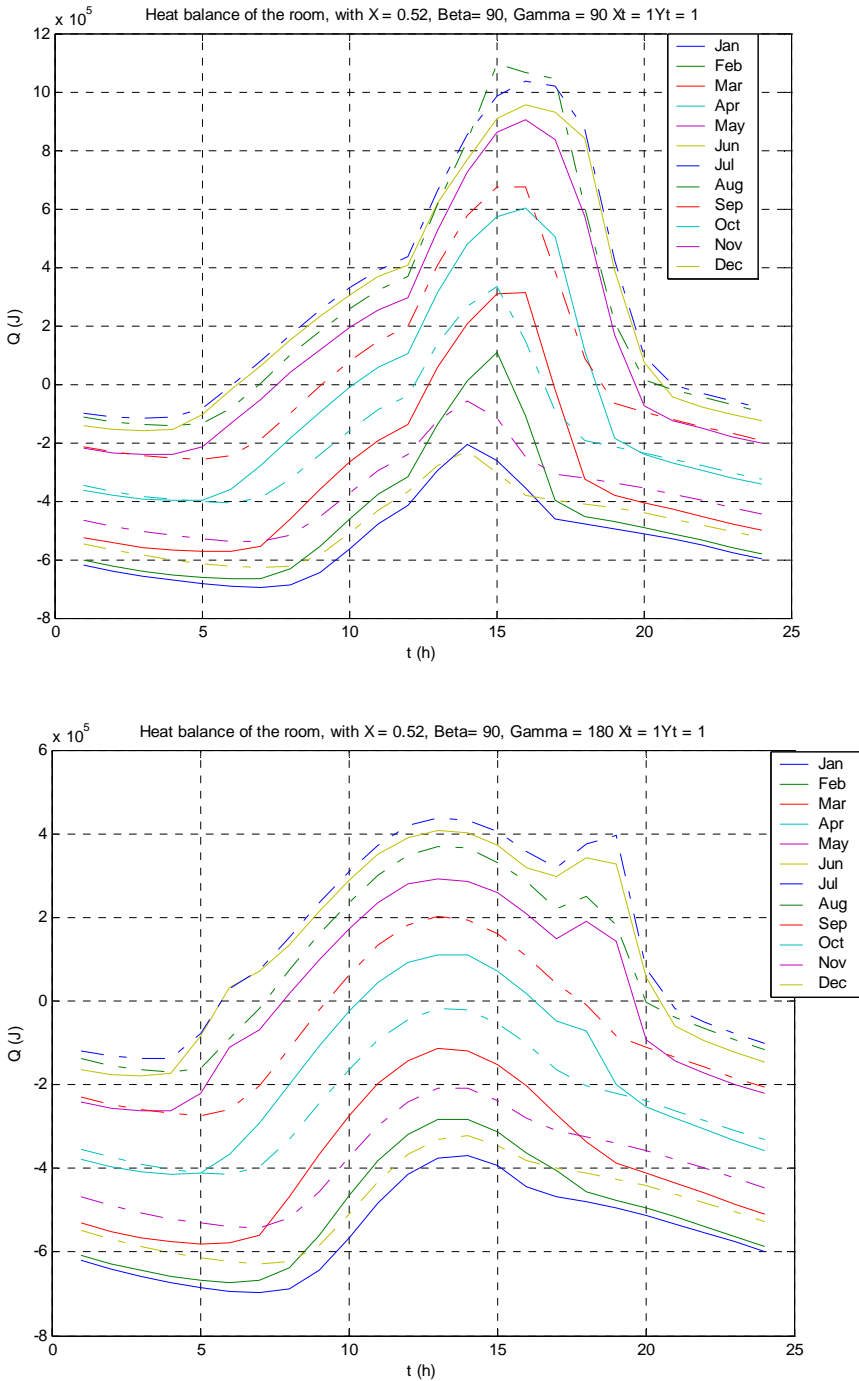 Heat balance of the room, with X = 0.52, Beta= 90, Gamma = 90 Xt = 1Yt = 1
x 10^5
12
10
8
6
4
2
0
-2
-4
-6
-8
Q (J)
0 5 10 15 20 25
t (h)
Jan
Feb
Mar
Apr
May
Jun
Jul
Aug
Sep
Oct
Nov
Dec
Heat balance of the room, with X = 0.52, Beta= 90, Gamma = 180 Xt = 1Yt = 1
x 10^5
6
4
2
0
-2
-4
-6
-8
Q (J)
0 5 10 15 20 25
t (h)
Jan
Feb
Mar
Apr
May
Jun
Jul
Aug
Sep
Oct
Nov
Dec